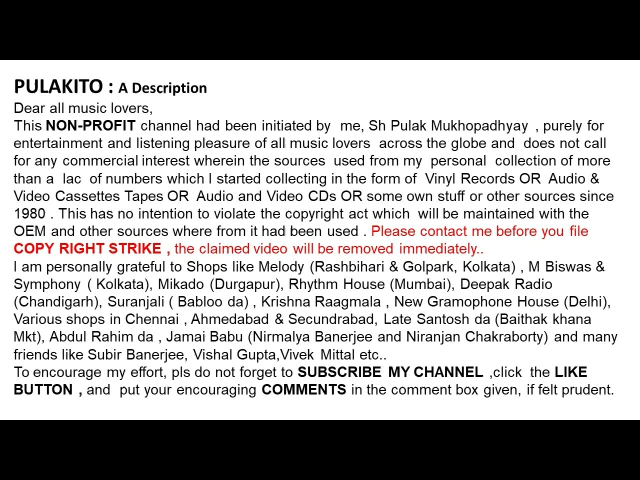 PULAKITO : A Description
Dear all music lovers,
This NON-PROFIT channel had been initiated by me, Sh Pulak Mukhopadhyay , purely for
entertainment and listening pleasure of all music lovers across the globe and does not call
for any commercial interest wherein the sources used from my personal collection of more
than a lac of numbers which I started collecting in the form of Vinyl Records OR Audio &
Video Cassettes Tapes OR Audio and Video CDs OR some own stuff or other sources since
1980 . This has no intention to violate the copyright act which will be maintained with the
OEM and other sources where from it had been used . Please contact me before you file
COPY RIGHT STRIKE , the claimed video will be removed immediately..
I am personally grateful to Shops like Melody (Rashbihari & Golpark, Kolkata) , M Biswas &
Symphony ( Kolkata), Mikado (Durgapur), Rhythm House (Mumbai), Deepak Radio
(Chandigarh), Suranjali ( Babloo da) , Krishna Raagmala , New Gramophone House (Delhi),
Various shops in Chennai , Ahmedabad & Secundrabad, Late Santosh da (Baithak khana
Mkt), Abdul Rahim da , Jamai Babu (Nirmalya Banerjee and Niranjan Chakraborty) and many
friends like Subir Banerjee, Vishal Gupta,Vivek Mittal etc..
To encourage my effort, pls do not forget to SUBSCRIBE MY CHANNEL ,click the LIKE
BUTTON , and put your encouraging COMMENTS in the comment box given, if felt prudent.